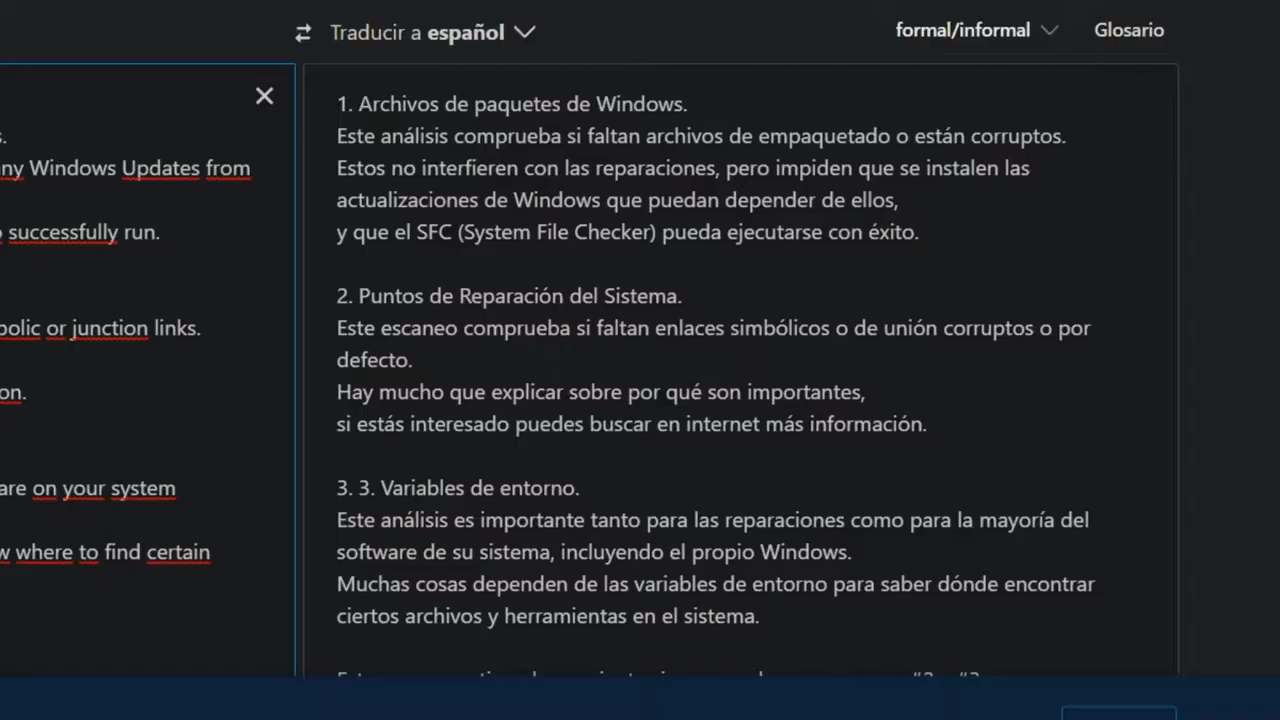 Traducir a español
formal/informal
Glosario
s.
ny Windows Updates from
successfully run.
bolic or junction links.
on.
are on your system
w where to find certain
1. Archivos de paquetes de Windows.
Este análisis comprueba si faltan archivos de empaquetado o están corruptos.
Estos no interfieren con las reparaciones, pero impiden que se instalen las
actualizaciones de Windows que puedan depender de ellos,
y que el SFC (System File Checker) pueda ejecutarse con éxito.
2. Puntos de Reparación del Sistema.
Este escaneo comprueba si faltan enlaces simbólicos o de unión corruptos o por
defecto.
Hay mucho que explicar sobre por qué son importantes,
si estás interesado puedes buscar en internet más información.
3. 3. Variables de entorno.
Este análisis es importante tanto para las reparaciones como para la mayoría del
software de su sistema, incluyendo el propio Windows.
Muchas cosas dependen de las variables de entorno para saber dónde encontrar
ciertos archivos y herramientas en el sistema.